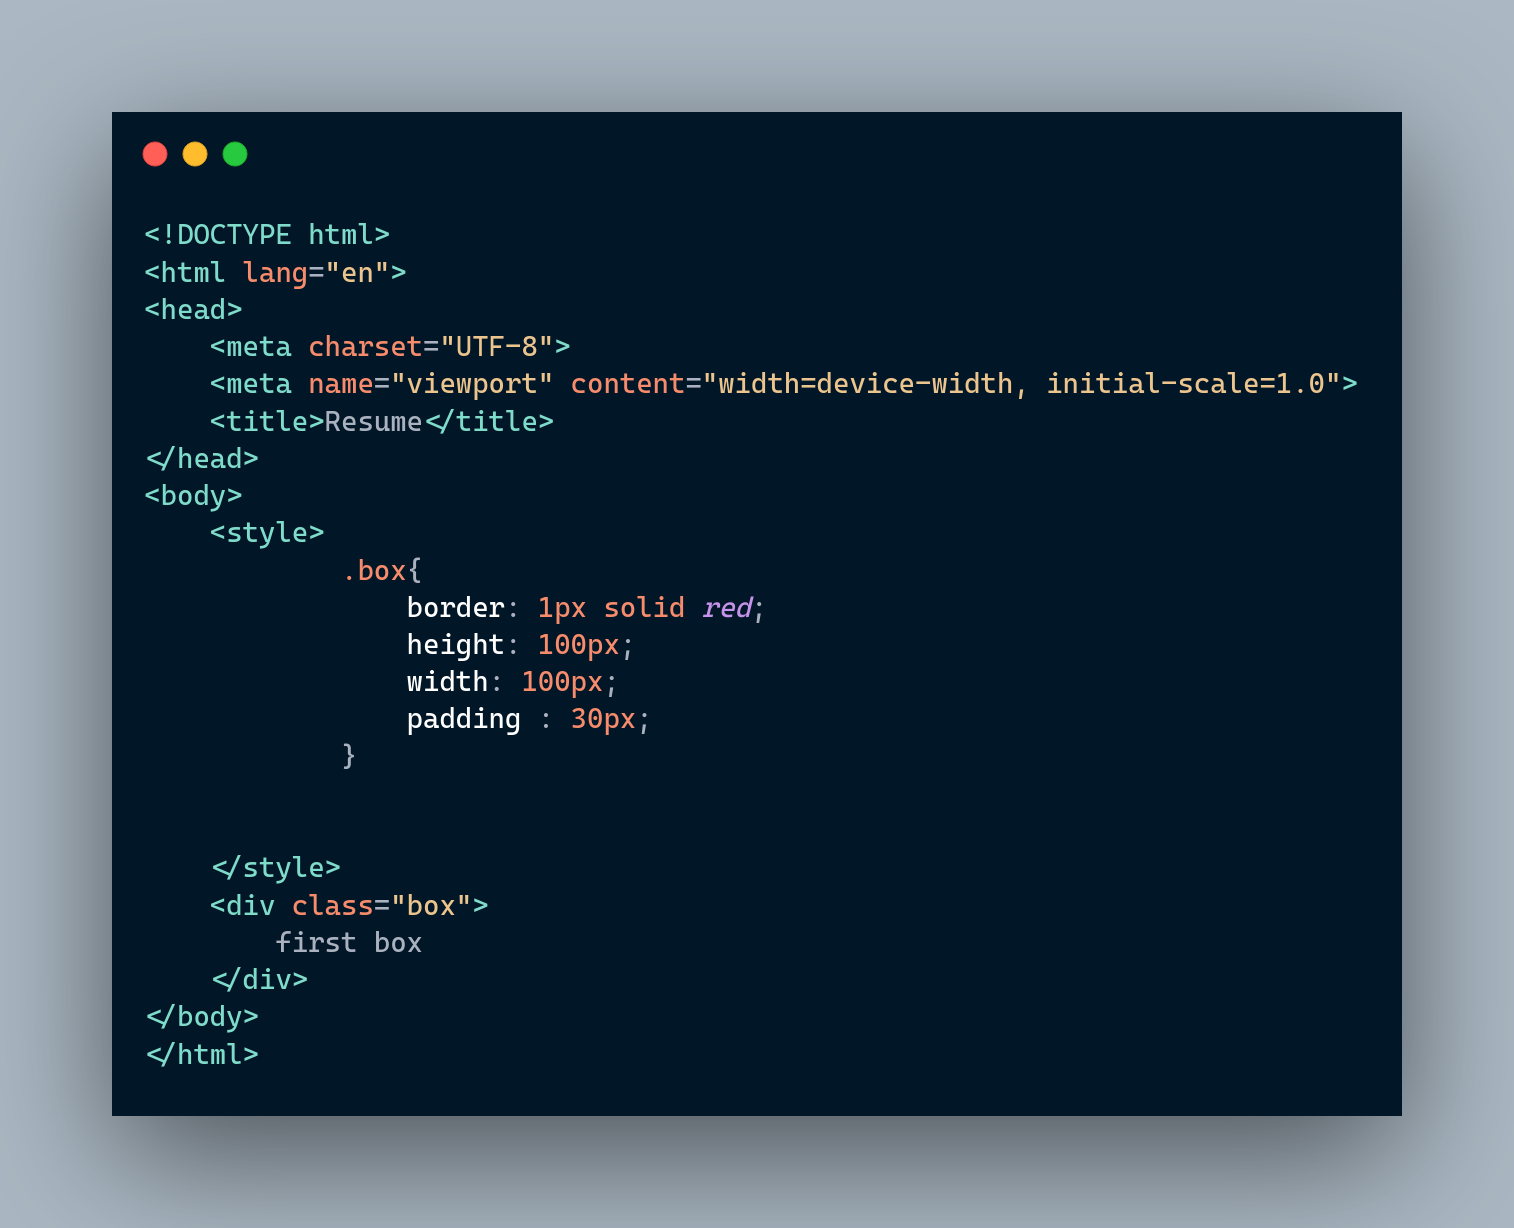 <!DOCTYPE html>
<html lang="en">
<head>
    <meta charset="UTF-8">
    <meta name="viewport" content="width=device-width, initial-scale=1.0">
    <title>Resume</title>
</head>
<body>
    <style>
            .box{
                border: 1px solid red;
                height: 100px;
                width: 100px;
                padding : 30px;
            }


    </style>
    <div class="box">
        first box
    </div>
</body>
</html>